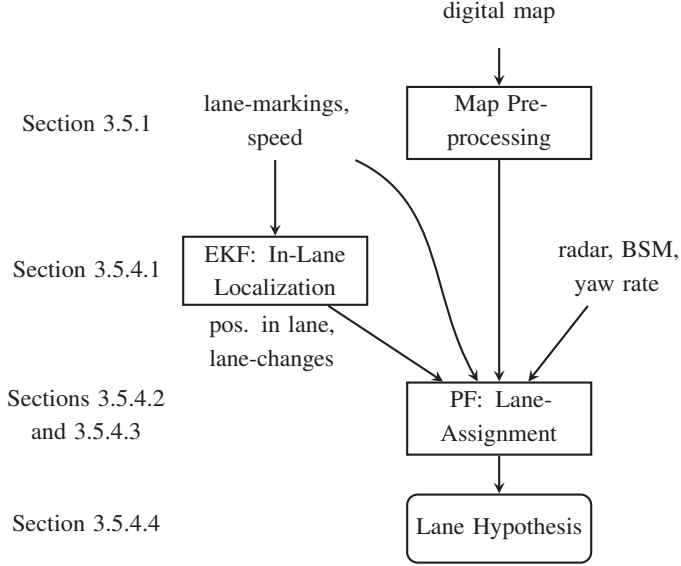 digital map
Section 3.5.1
lane-markings,
speed
Map Pre-
processing
Section 3.5.4.1
EKF: In-Lane
Localization
radar, BSM,
yaw rate
pos. in lane,
lane-changes
Sections 3.5.4.2
and 3.5.4.3
PF: Lane-
Assignment
Section 3.5.4.4
Lane Hypothesis